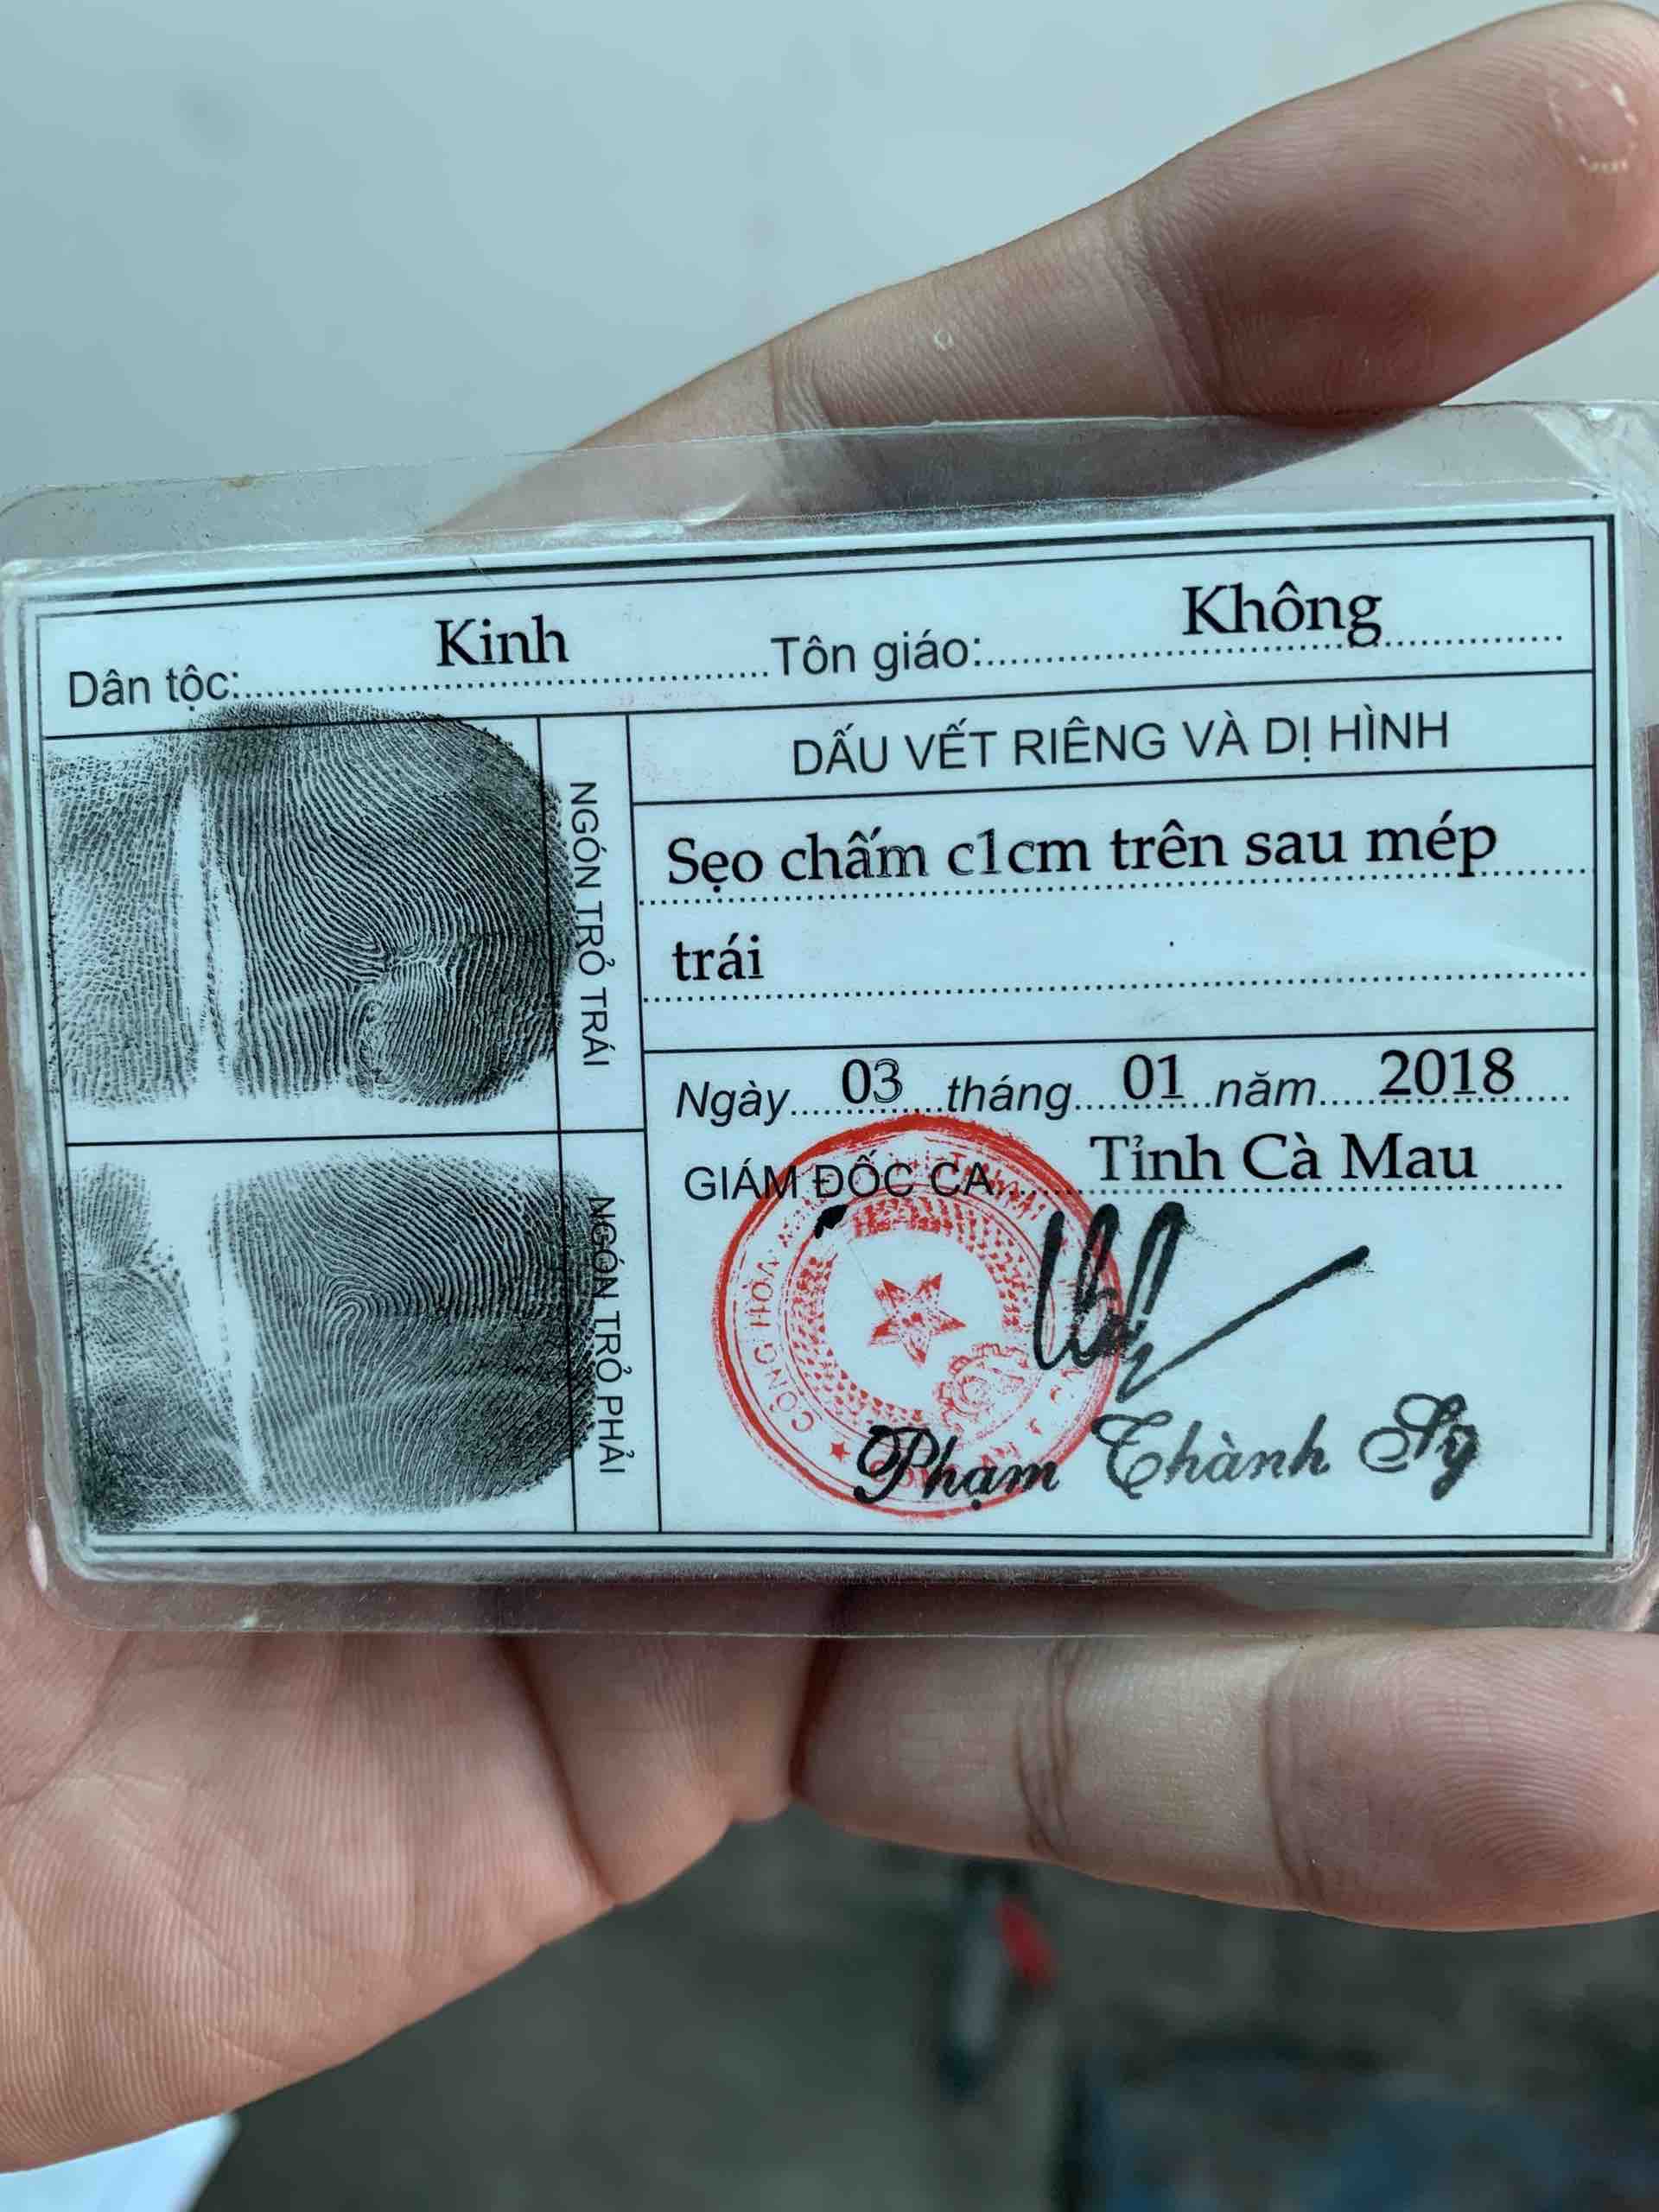 Dân tộc: Kinh Tôn giáo: Không
NGÓN TRỎ TRÁI
NGÓN TRỎ PHẢI
DẤU VẾT RIÊNG VÀ DỊ HÌNH
Sẹo chấm c1cm trên sau mép
trái
Ngày 03 tháng 01 năm 2018
GIÁM ĐỐC CA Tỉnh Cà Mau
CỘNG HÒA
Phạm Thành Sỹ